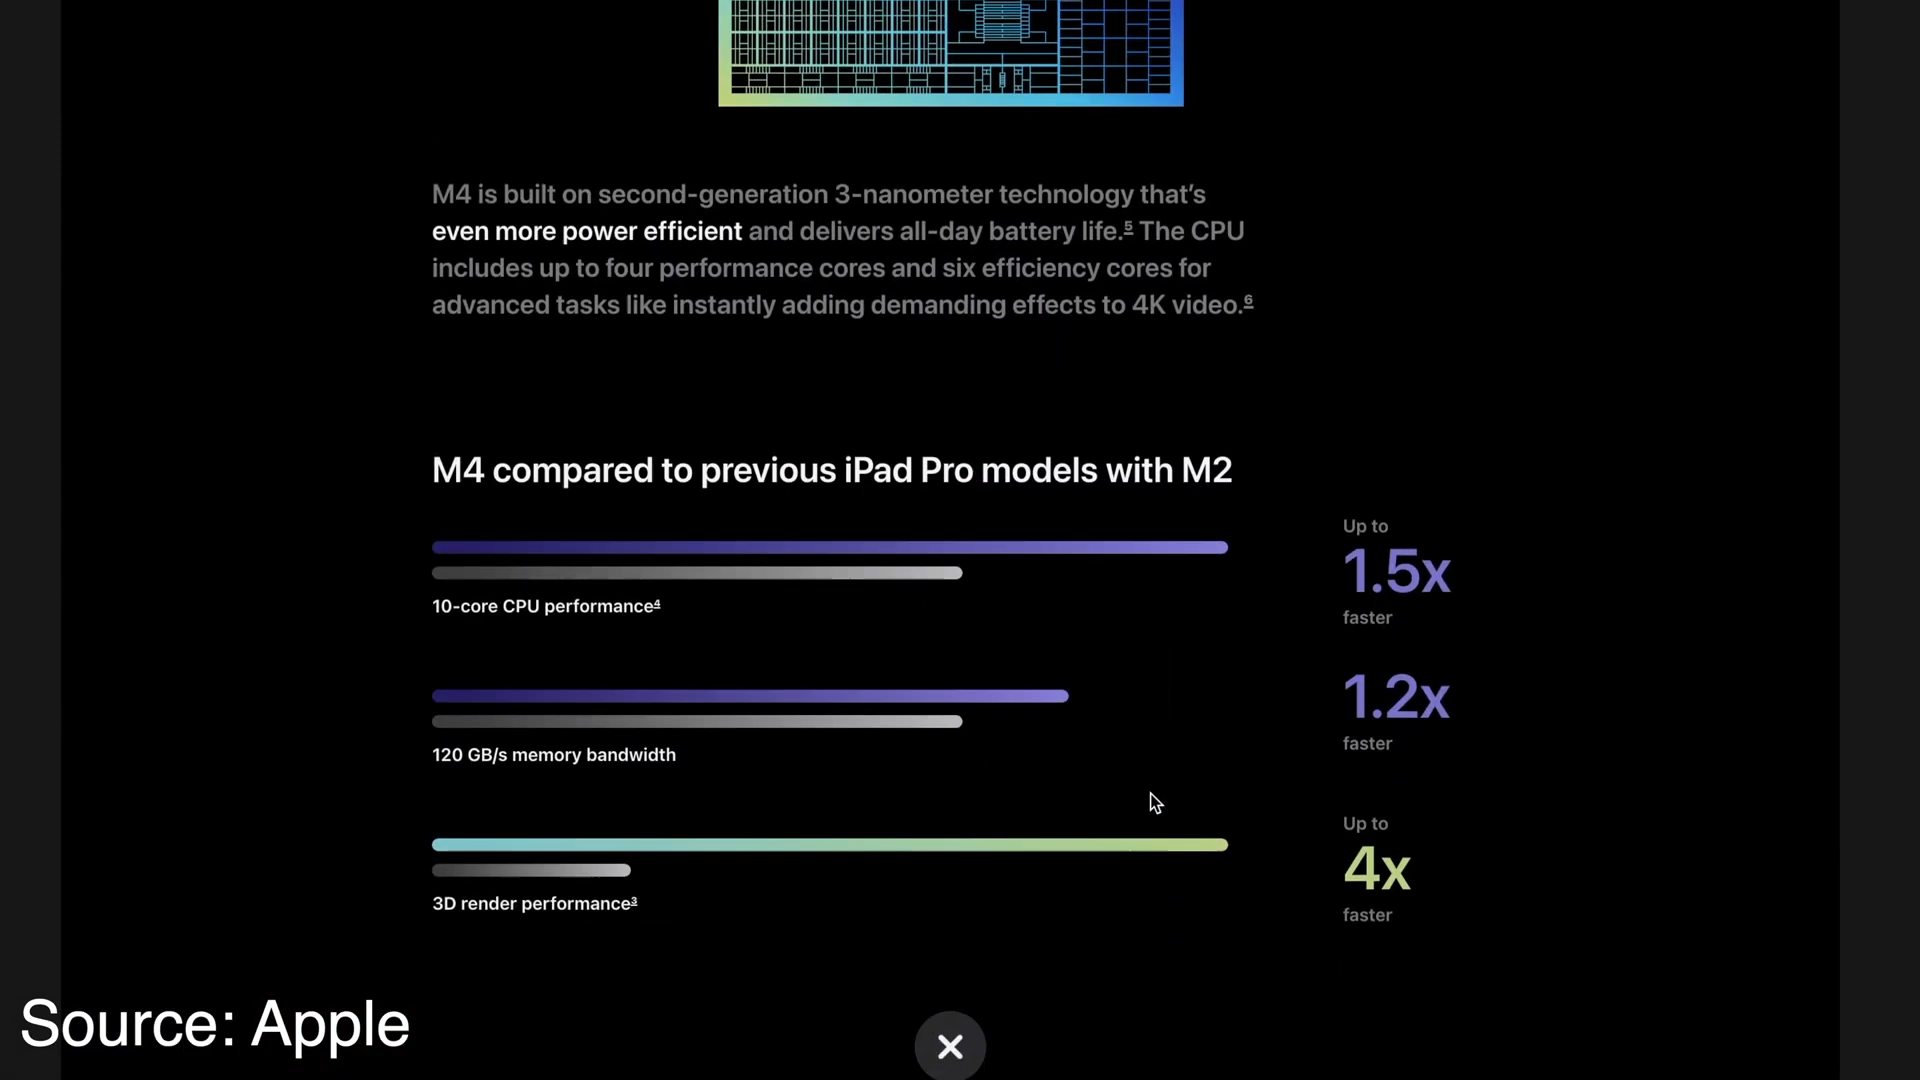 M4 is built on second-generation 3-nanometer technology that’s
even more power efficient and delivers all-day battery life.⁵ The CPU
includes up to four performance cores and six efficiency cores for
advanced tasks like instantly adding demanding effects to 4K video.⁶
M4 compared to previous iPad Pro models with M2
10-core CPU performance⁴
Up to
1.5x
faster
120 GB/s memory bandwidth
1.2x
faster
3D render performance³
Up to
4x
faster
Source: Apple